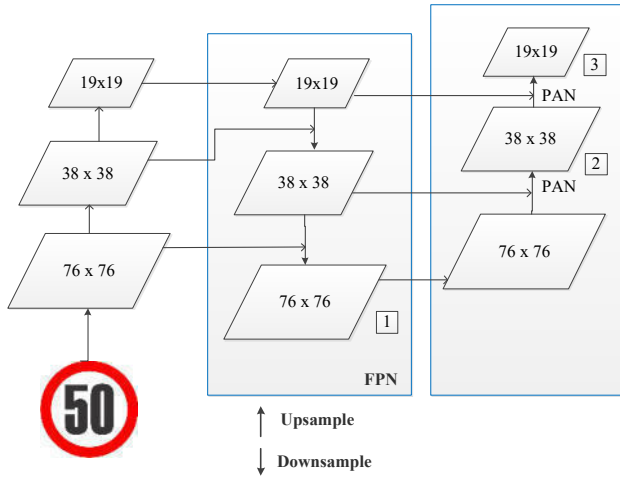 19x19
38 x 38
76 x 76
50
19x19
38 x 38
76 x 76
1
FPN
19x19
3
PAN
38 x 38
2
PAN
76 x 76
Upsample
Downsample